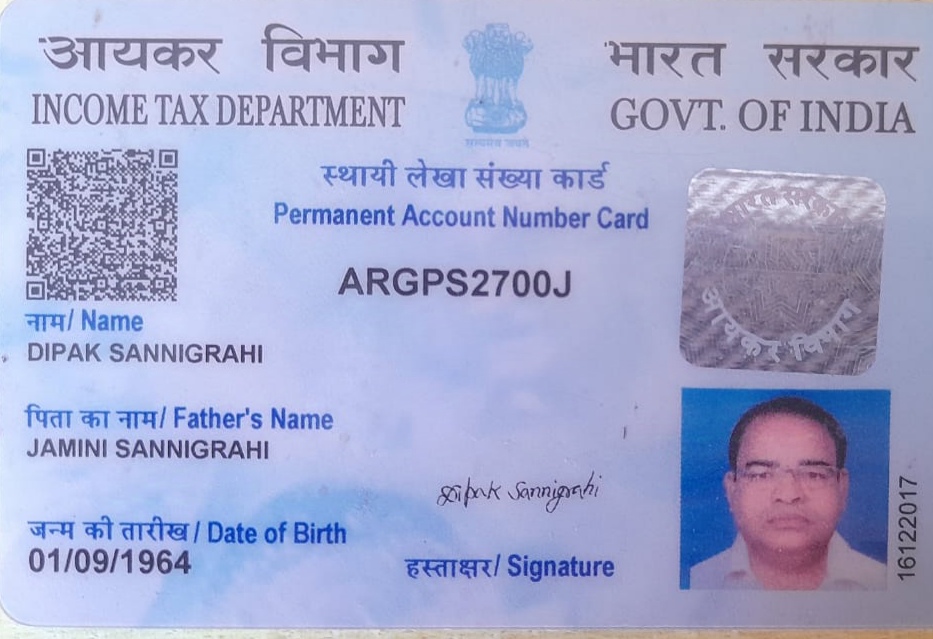 आयकर विभाग
INCOME TAX DEPARTMENT
सत्यमेव जयते
भारत सरकार
GOVT. OF INDIA
स्थायी लेखा संख्या कार्ड
Permanent Account Number Card
ARGPS2700J
भारत सरकार
आयकर विभाग
नाम/ Name
DIPAK SANNIGRAHI
पिता का नाम/ Father's Name
JAMINI SANNIGRAHI
Dipak Sannigrahi
जन्म की तारीख/ Date of Birth
01/09/1964
हस्ताक्षर/ Signature
16122017